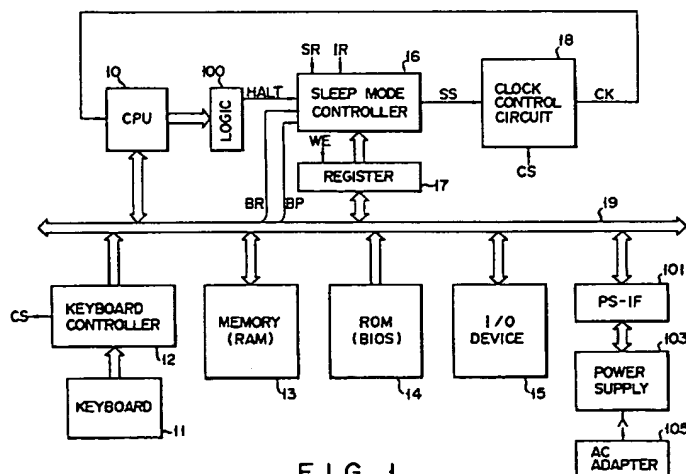 SR IR
16
18
10
100
HALT
CPU
LOGIC
SLEEP MODE
CONTROLLER
SS
CLOCK
CONTROL
CIRCUIT
CK
WE
CS
REGISTER
17
BR
BP
19
101
CS
KEYBOARD
CONTROLLER
12
MEMORY
(RAM)
13
ROM
(BIOS)
14
I/O
DEVICE
15
PS-IF
103
POWER
SUPPLY
KEYBOARD
11
105
AC
ADAPTER
FIG. 1